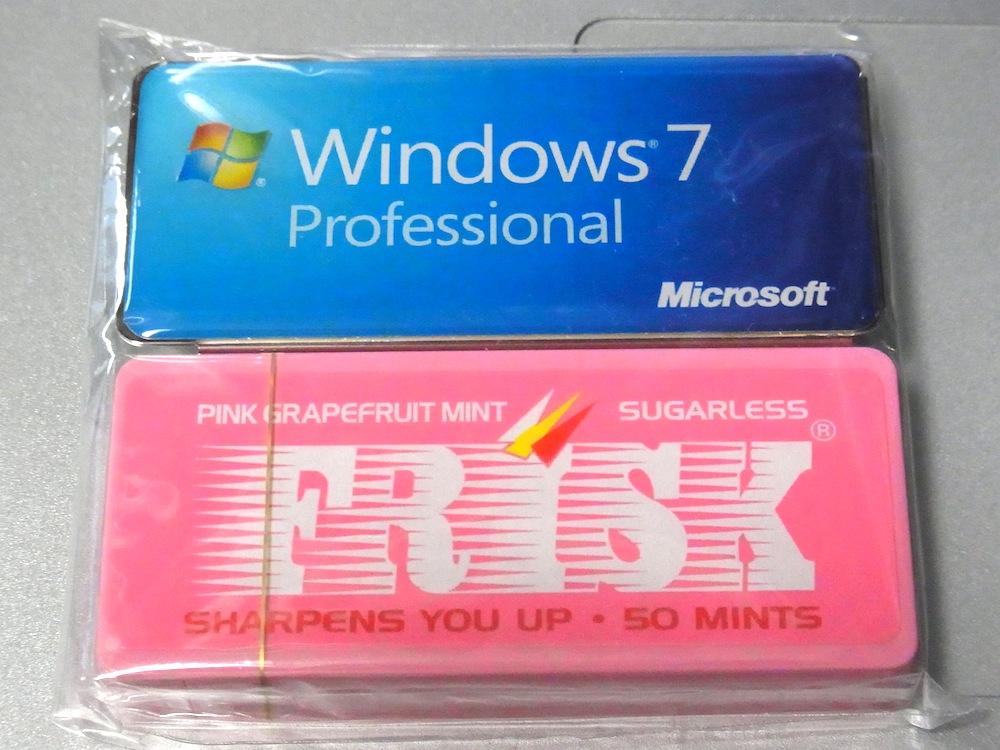 Windows® 7
Professional
Microsoft
PINK GRAPEFRUIT MINT SUGARLESS
FRISK®
SHARPENS YOU UP • 50 MINTS